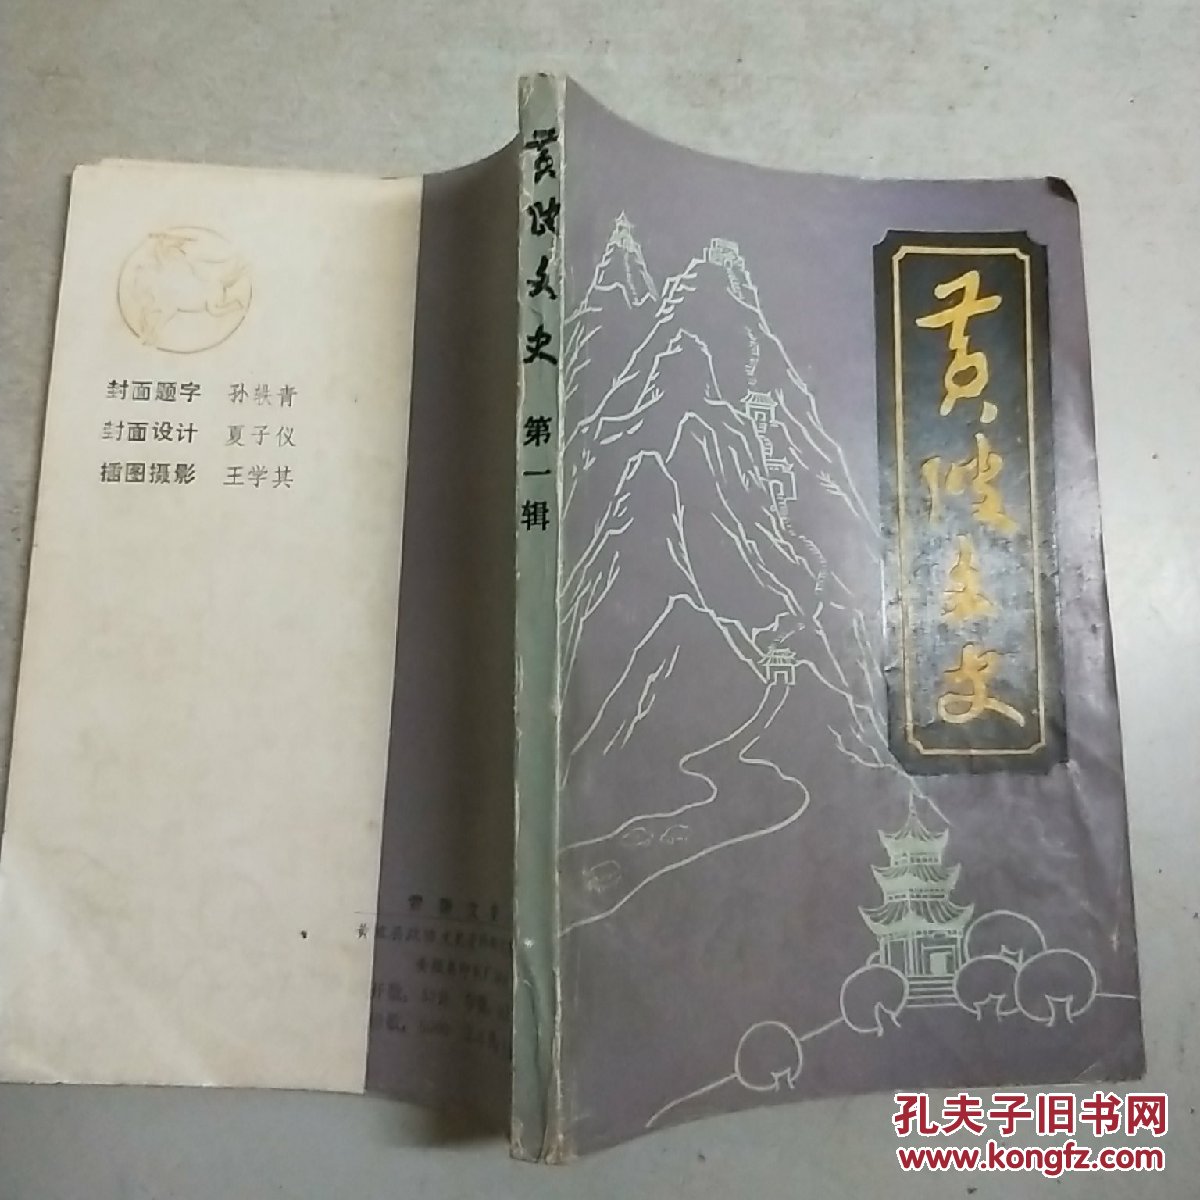 黄陂文史
黄陂文史 第一辑
封面题字 孙轶青
封面设计 夏子仪
插图摄影 王学其
孔夫子旧书网
www.kongfz.com